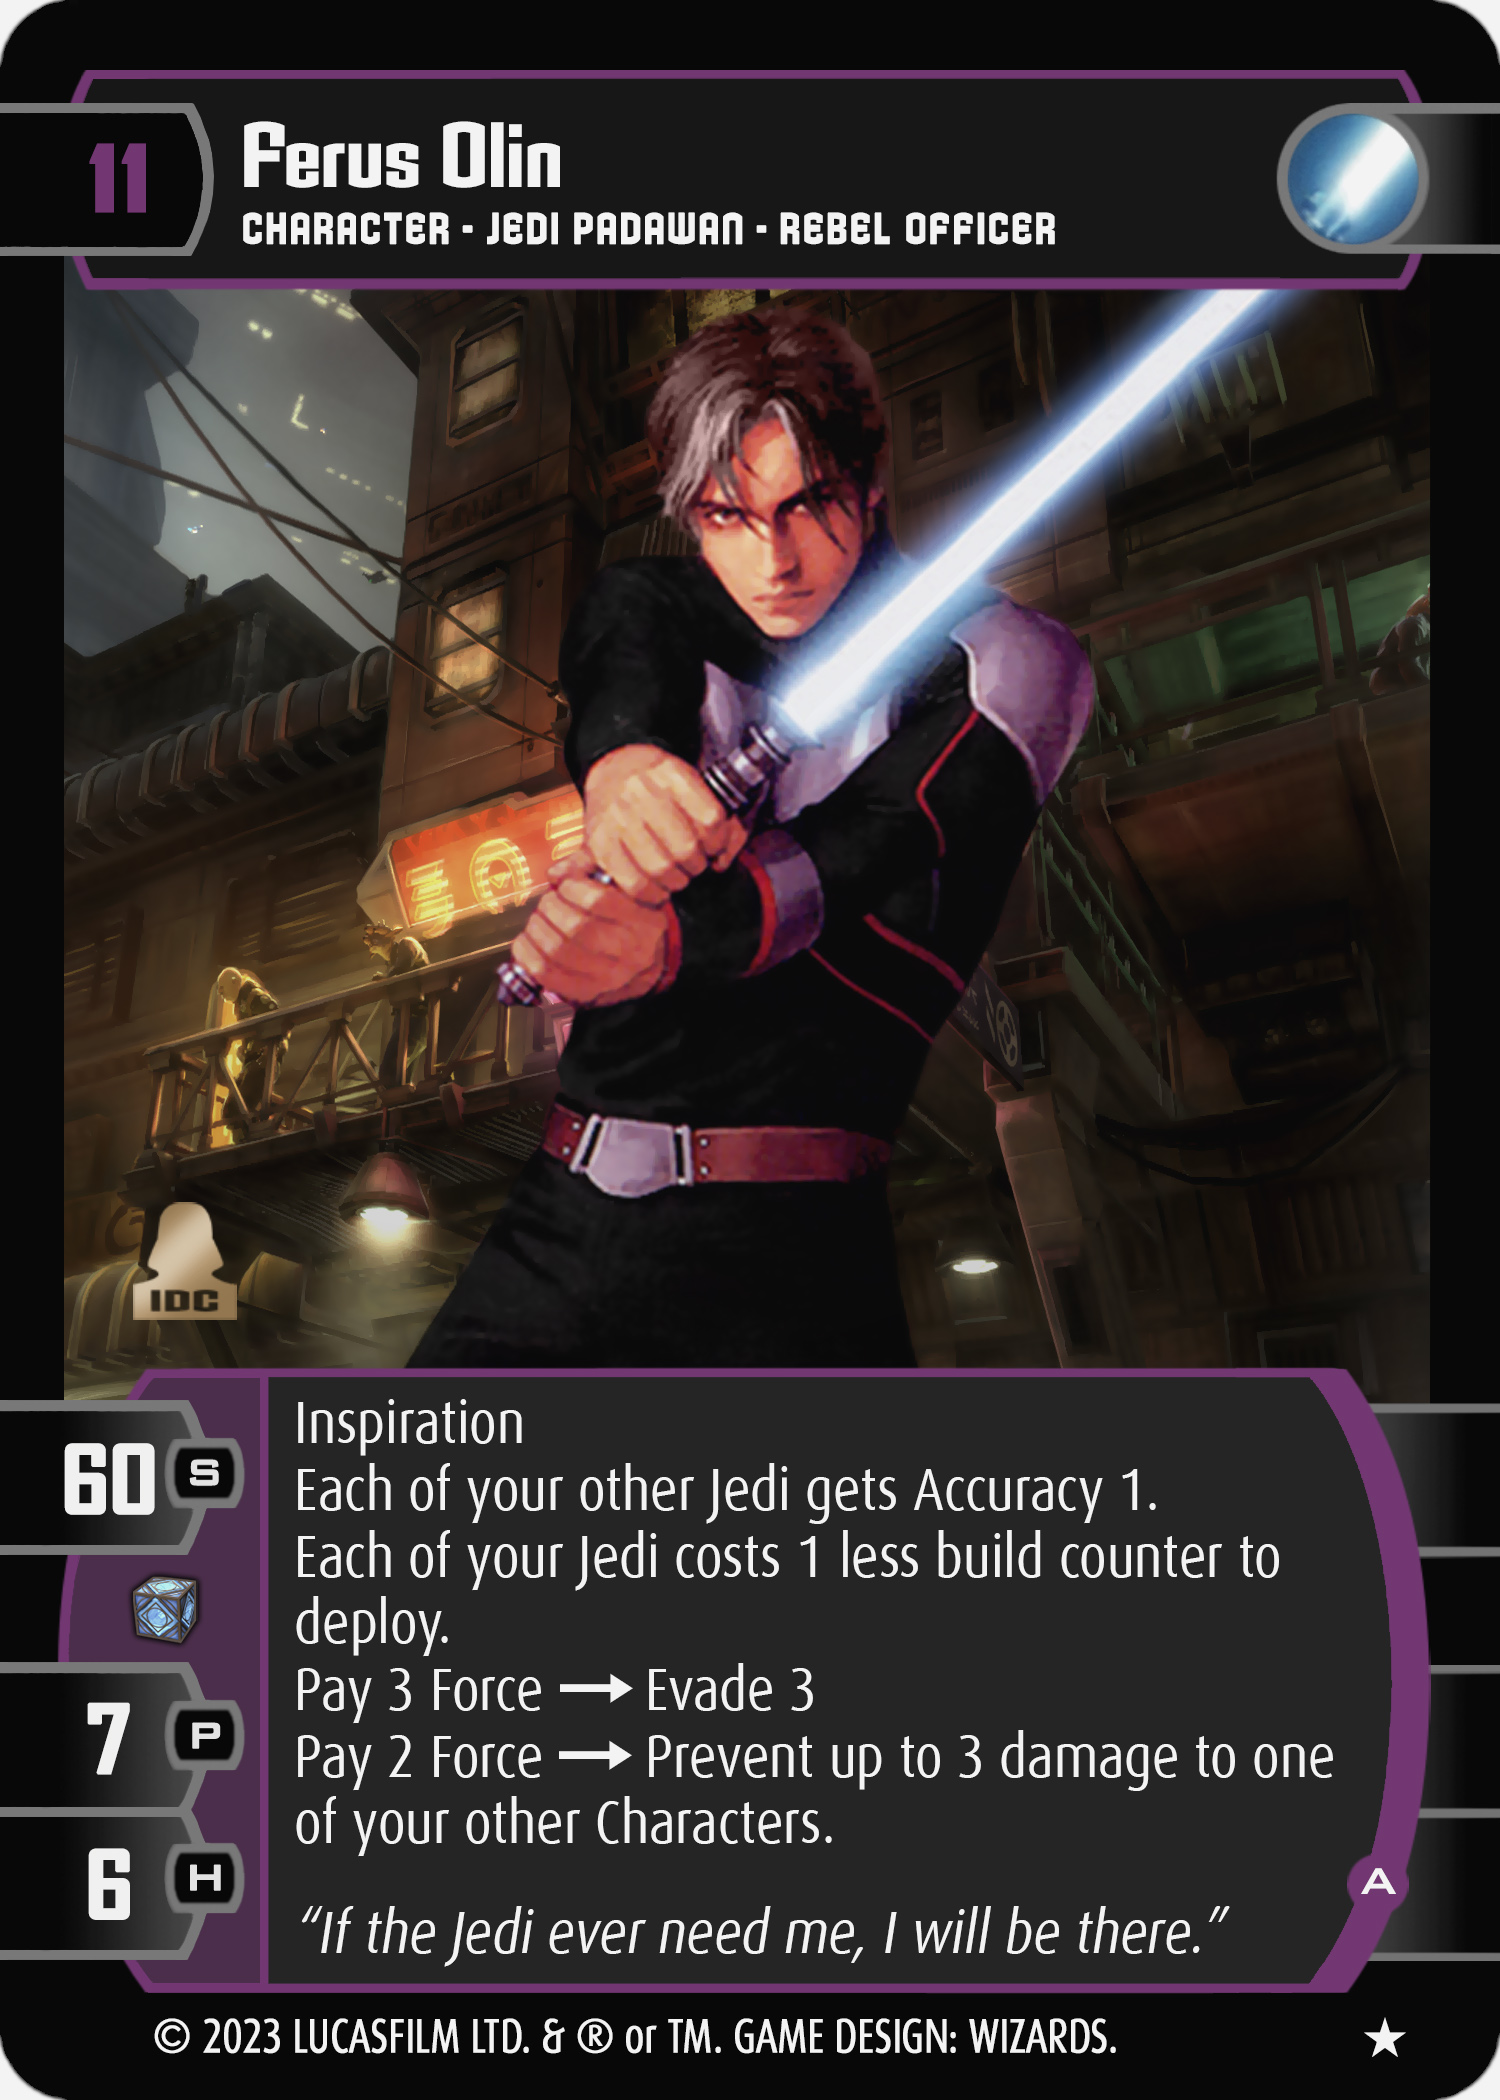 11
Ferus Olin
CHARACTER - JEDI PADAWAN - REBEL OFFICER
IDC
60 S
7 P
6 H
Inspiration
Each of your other Jedi gets Accuracy 1.
Each of your Jedi costs 1 less build counter to
deploy.
Pay 3 Force → Evade 3
Pay 2 Force → Prevent up to 3 damage to one
of your other Characters.
“If the Jedi ever need me, I will be there.”
A
© 2023 LUCASFILM LTD. & ® or TM. GAME DESIGN: WIZARDS.